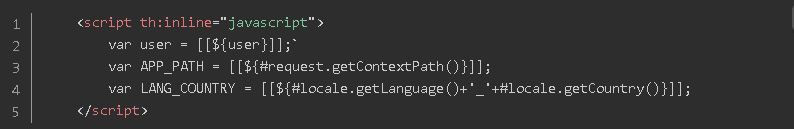 1 <script th:inline="javascript">
2 var user = [[${user}]];`
3 var APP_PATH = [[${#request.getContextPath()}]];
4 var LANG_COUNTRY = [[${#locale.getLanguage()+'_'+#locale.getCountry()}]];
5 </script>